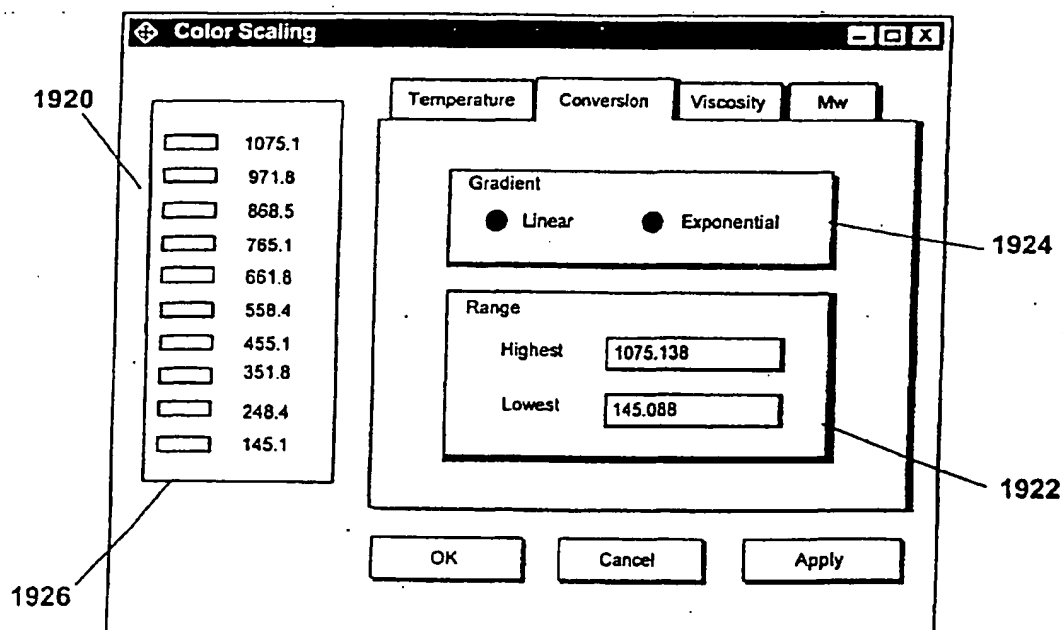 Color Scaling
1920
1075.1
971.8
868.5
765.1
661.8
558.4
455.1
351.8
248.4
145.1
1926
Temperature Conversion Viscosity Mw
Gradient
Linear Exponential
1924
Range
Highest 1075.138
Lowest 145.088
1922
OK Cancel Apply